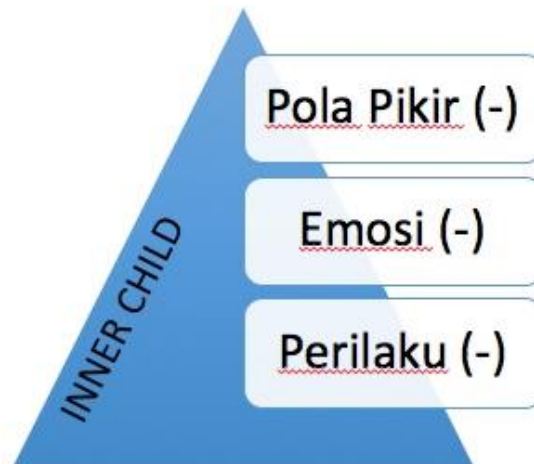 INNER CHILD
Pola Pikir (-)
Emosi (-)
Perilaku (-)